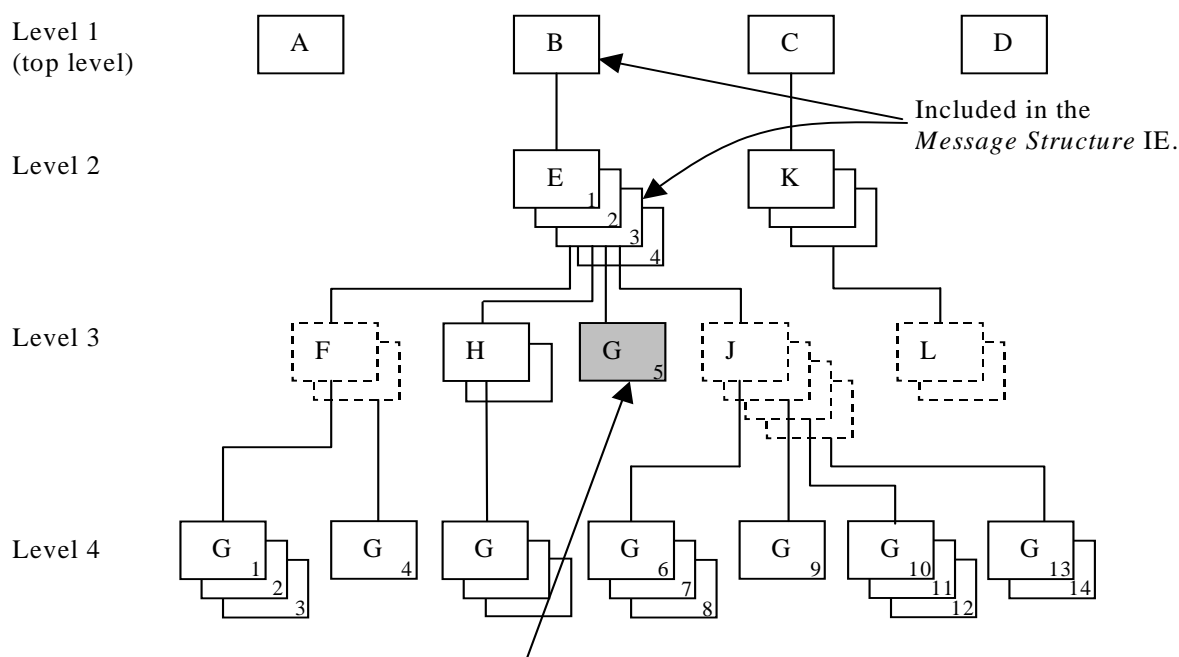 Level 1
(top level)
A
B
C
D
Included in the
Message Structure IE.
Level 2
E
1
2
3
4
K
Level 3
F
H
G
5
J
L
Level 4
G
1
2
3
G
4
G
G
6
7
8
G
9
G
10
11
12
G
13
14